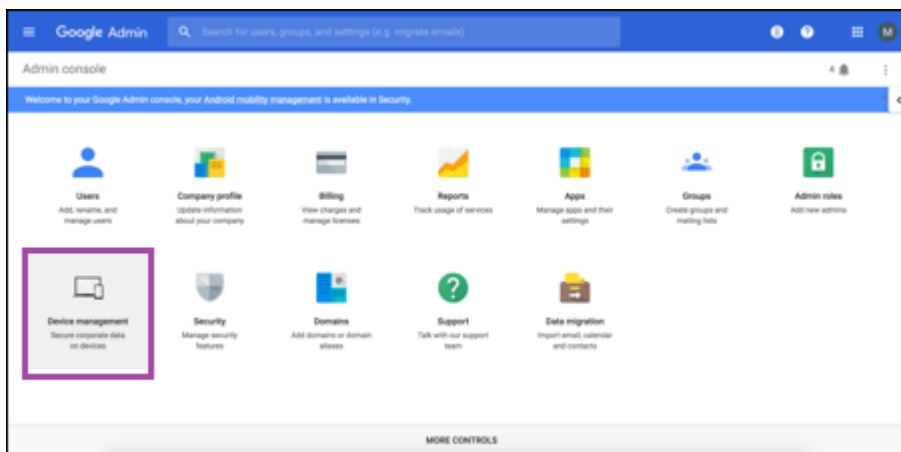 Google Admin
Search for users, groups, and settings (e.g. migrate emails)
M
Admin console
4
Welcome to your Google Admin console, your Android mobility management is available in Security.
Users
Add, rename, and
manage users
Company profile
Update information
about your company
Billing
View charges and
manage licenses
Reports
Track usage of services
Apps
Manage apps and their
settings
Groups
Create groups and
mailing lists
Admin roles
Add new admins
Device management
Secure corporate data
on devices
Security
Manage security
features
Domains
Add domains or domain
aliases
Support
Talk with our support
team
Data migration
Import email, calendar
and contacts
MORE CONTROLS